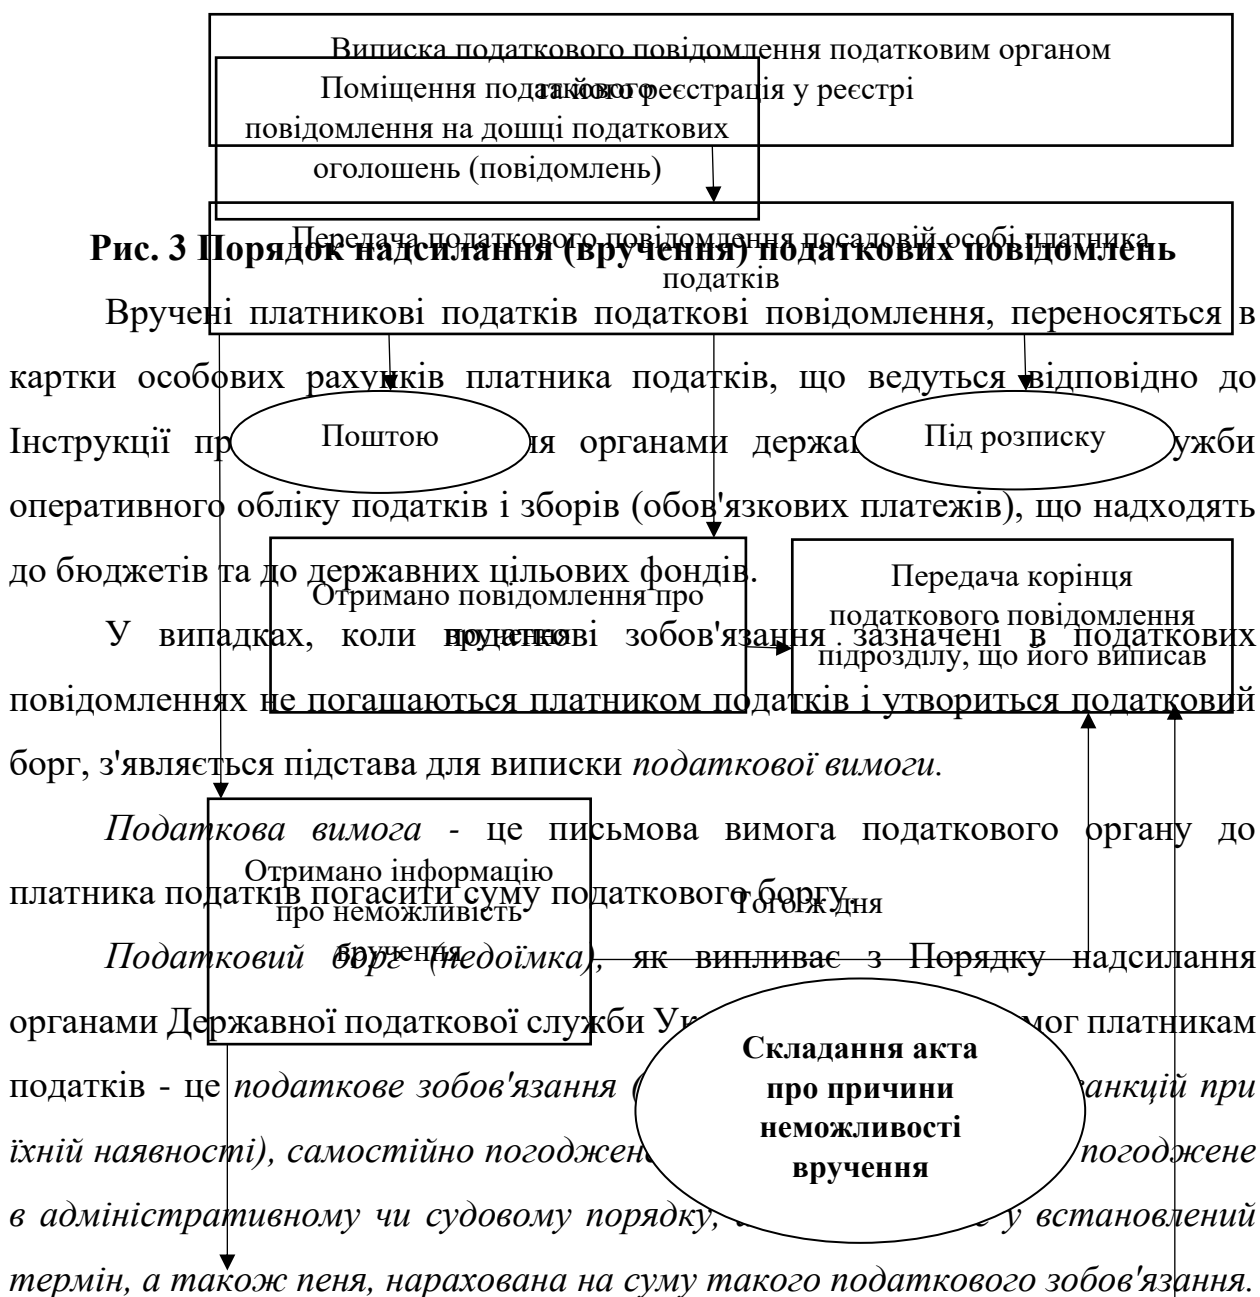 Виписка податкового повідомлення податковим органом
та його реєстрація у реєстрі
Поміщення податкового
повідомлення на дошці податкових
оголошень (повідомлень)
Передача податкового повідомлення посадовій особі платника
податків
Рис. 3 Порядок надсилання (вручення) податкових повідомлень
Вручені платникові податків податкові повідомлення, переносяться в
картки особових рахунків платника податків, що ведуться відповідно до
Інструкції пр ня органами держа ужби
Поштою
Під розписку
оперативного обліку податків і зборів (обов'язкових платежів), що надходять
до бюджетів та до державних цільових фондів.
Отримано повідомлення про
вручення
Передача корінця
податкового повідомлення
підрозділу, що його виписав
У випадках, коли податкові зобов'язання зазначені в податкових
повідомленнях не погашаються платником податків і утвориться податковий
борг, з'являється підстава для виписки податкової вимоги.
Податкова вимога - це письмова вимога податкового органу до
платника податків погасити суму податкового боргу.
Отримано інформацію
про неможливість
вручення
Того ж дня
Податковий борг (недоїмка), як випливає з Порядку надсилання
органами Державної податкової служби Ук мог платникам
податків - це податкове зобов'язання ( анкцій при
їхній наявності), самостійно погоджен погоджене
в адміністративному чи судовому порядку, у встановлений
термін, а також пеня, нарахована на суму такого податкового зобов'язання.
Складання акта
про причини
неможливості
вручення